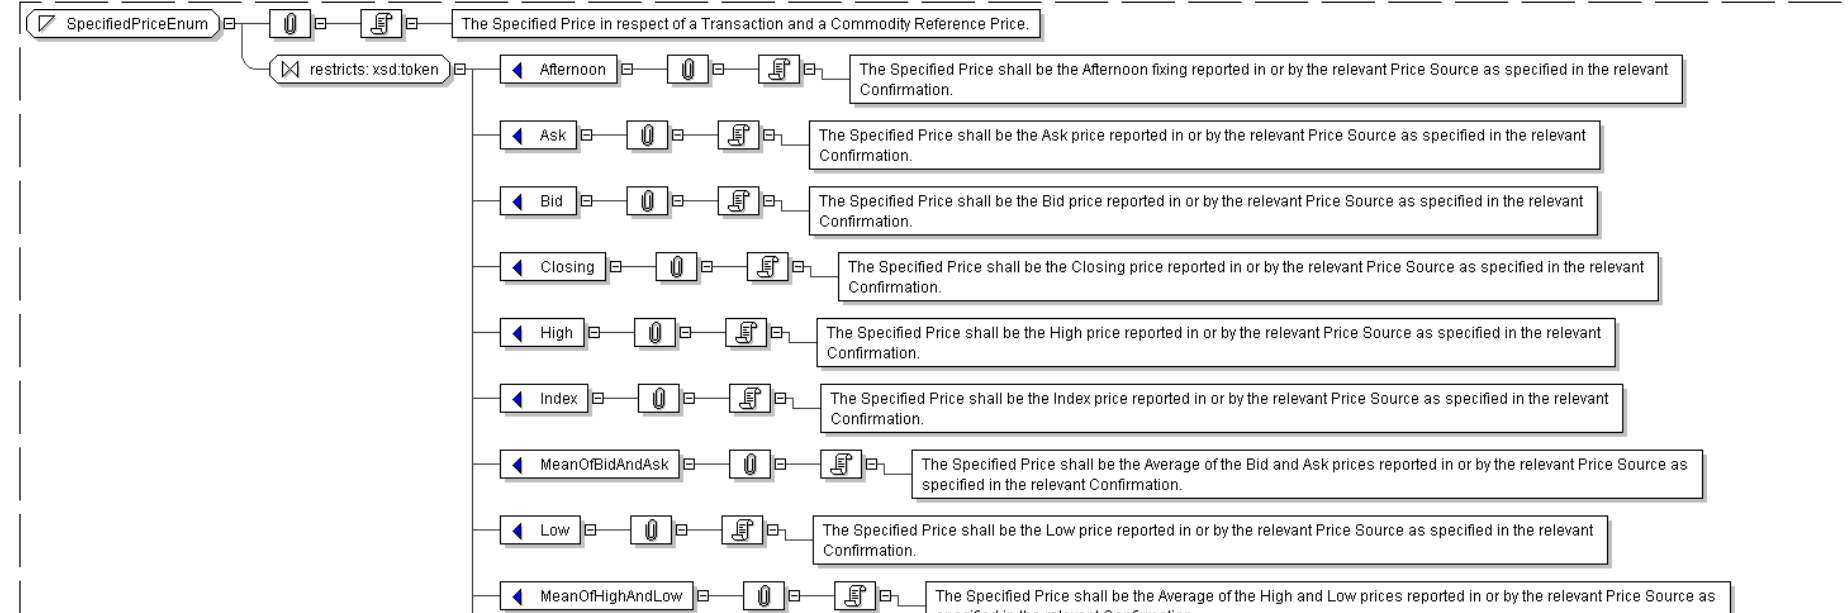 SpecifiedPriceEnum
The Specified Price in respect of a Transaction and a Commodity Reference Price.
restricts: xsd:token
Afternoon
The Specified Price shall be the Afternoon fixing reported in or by the relevant Price Source as specified in the relevant
Confirmation.
Ask
The Specified Price shall be the Ask price reported in or by the relevant Price Source as specified in the relevant
Confirmation.
Bid
The Specified Price shall be the Bid price reported in or by the relevant Price Source as specified in the relevant
Confirmation.
Closing
The Specified Price shall be the Closing price reported in or by the relevant Price Source as specified in the relevant
Confirmation.
High
The Specified Price shall be the High price reported in or by the relevant Price Source as specified in the relevant
Confirmation.
Index
The Specified Price shall be the Index price reported in or by the relevant Price Source as specified in the relevant
Confirmation.
MeanOfBidAndAsk
The Specified Price shall be the Average of the Bid and Ask prices reported in or by the relevant Price Source as
specified in the relevant Confirmation.
Low
The Specified Price shall be the Low price reported in or by the relevant Price Source as specified in the relevant
Confirmation.
MeanOfHighAndLow
The Specified Price shall be the Average of the High and Low prices reported in or by the relevant Price Source as